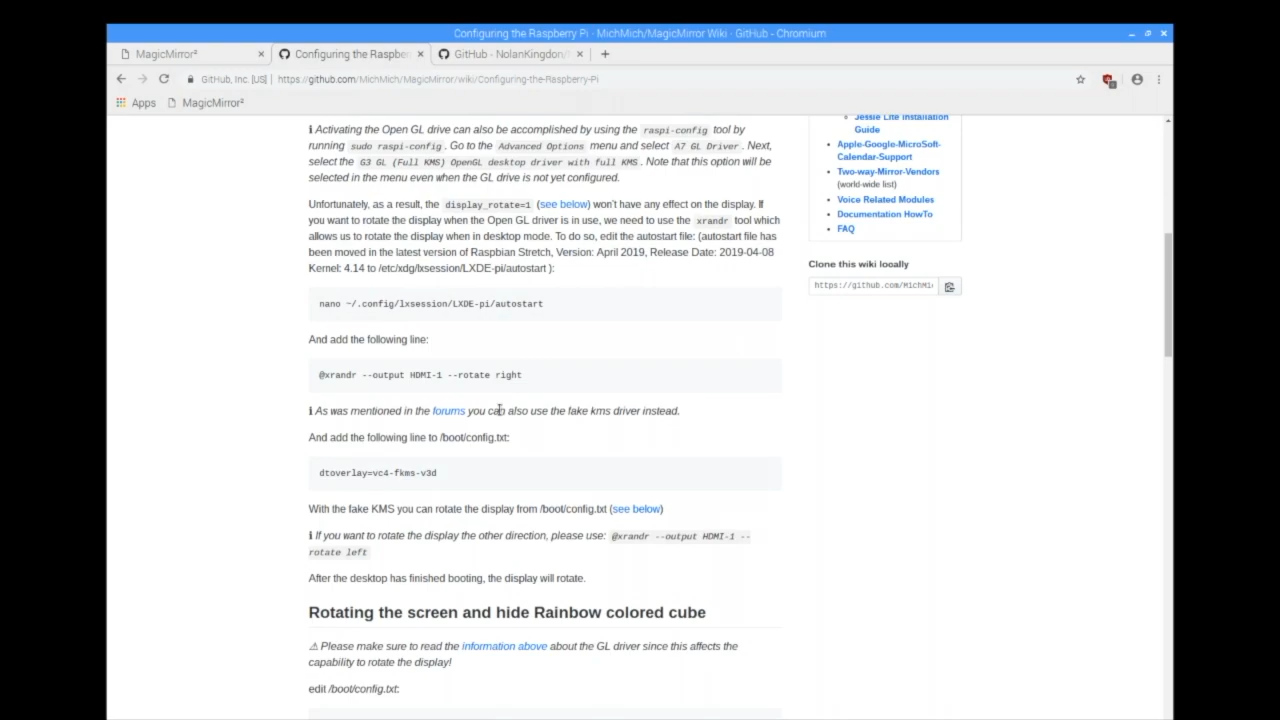 Configuring the Raspberry Pi · MichMich/MagicMirror Wiki · GitHub - Chromium
MagicMirror²
Configuring the Raspber
GitHub - NolanKingdon/
GitHub, Inc. [US] | https://github.com/MichMich/MagicMirror/wiki/Configuring-the-Raspberry-Pi
Apps MagicMirror²
ℹ Activating the Open GL drive can also be accomplished by using the raspi-config tool by
running sudo raspi-config. Go to the Advanced Options menu and select A7 GL Driver. Next,
select the G3 GL (Full KMS) OpenGL desktop driver with full KMS. Note that this option will be
selected in the menu even when the GL drive is not yet configured.
Unfortunately, as a result, the display_rotate=1 (see below) won't have any effect on the display. If
you want to rotate the display when the Open GL driver is in use, we need to use the xrandr tool which
allows us to rotate the display when in desktop mode. To do so, edit the autostart file: (autostart file has
been moved in the latest version of Raspbian Stretch, Version: April 2019, Release Date: 2019-04-08
Kernel: 4.14 to /etc/xdg/lxsession/LXDE-pi/autostart ):
nano ~/.config/lxsession/LXDE-pi/autostart
And add the following line:
@xrandr --output HDMI-1 --rotate right
ℹ As was mentioned in the forums you can also use the fake kms driver instead.
And add the following line to /boot/config.txt:
dtoverlay=vc4-fkms-v3d
With the fake KMS you can rotate the display from /boot/config.txt (see below)
ℹ If you want to rotate the display the other direction, please use: @xrandr --output HDMI-1 --
rotate left
After the desktop has finished booting, the display will rotate.
Rotating the screen and hide Rainbow colored cube
⚠ Please make sure to read the information above about the GL driver since this affects the
capability to rotate the display!
edit /boot/config.txt:
Jessie Lite Installation
Guide
Apple-Google-MicroSoft-
Calendar-Support
Two-way-Mirror-Vendors
(world-wide list)
Voice Related Modules
Documentation HowTo
FAQ
Clone this wiki locally
https://github.com/MichMi